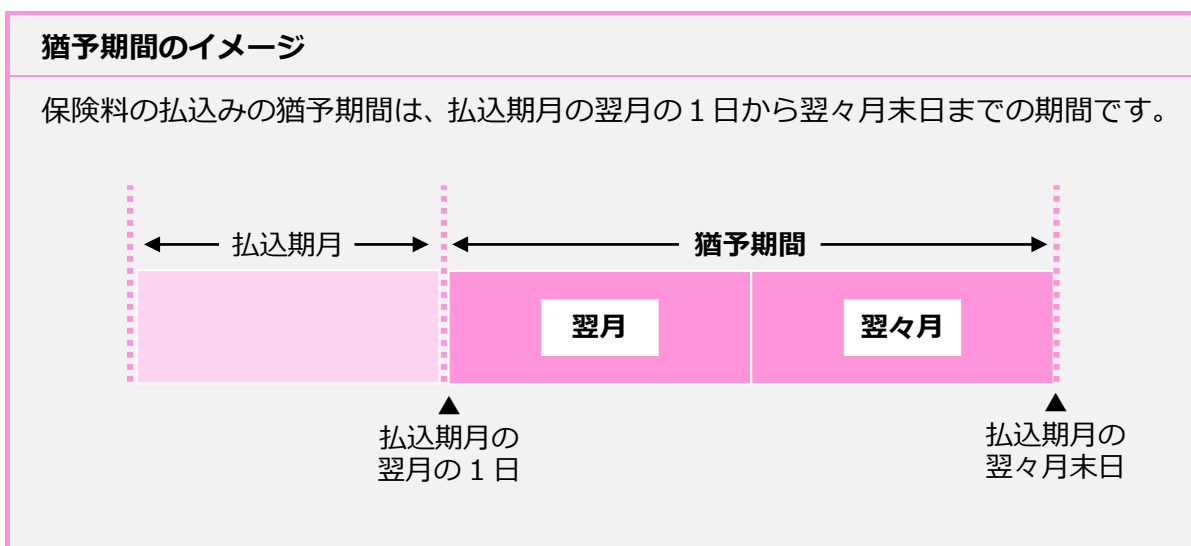 猶予期間のイメージ
保険料の払込みの猶予期間は、払込期月の翌月の１日から翌々月末日までの期間です。
払込期月
猶予期間
翌月
翌々月
▲
払込期月の
翌月の１日
▲
払込期月の
翌々月末日